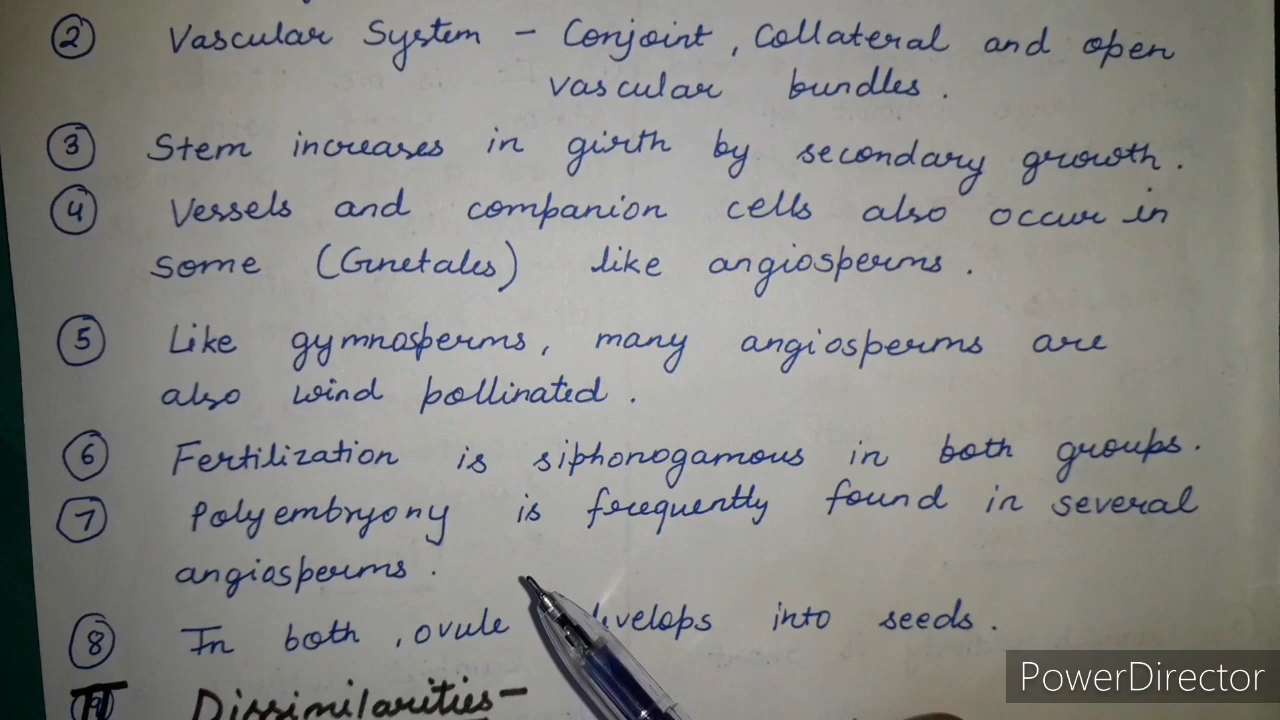 ② Vascular System - Conjoint, Collateral and open
vascular bundles.
③ Stem increases in girth by secondary growth.
④ Vessels and companion cells also occur in
some (Gnetales) like angiosperms.
⑤ Like gymnosperms, many angiosperms are
also wind pollinated.
⑥ Fertilization is siphonogamous in both groups.
⑦ Polyembryony is frequently found in several
angiosperms.
⑧ In both, ovule develops into seeds.
II Dissimilarities-
PowerDirector